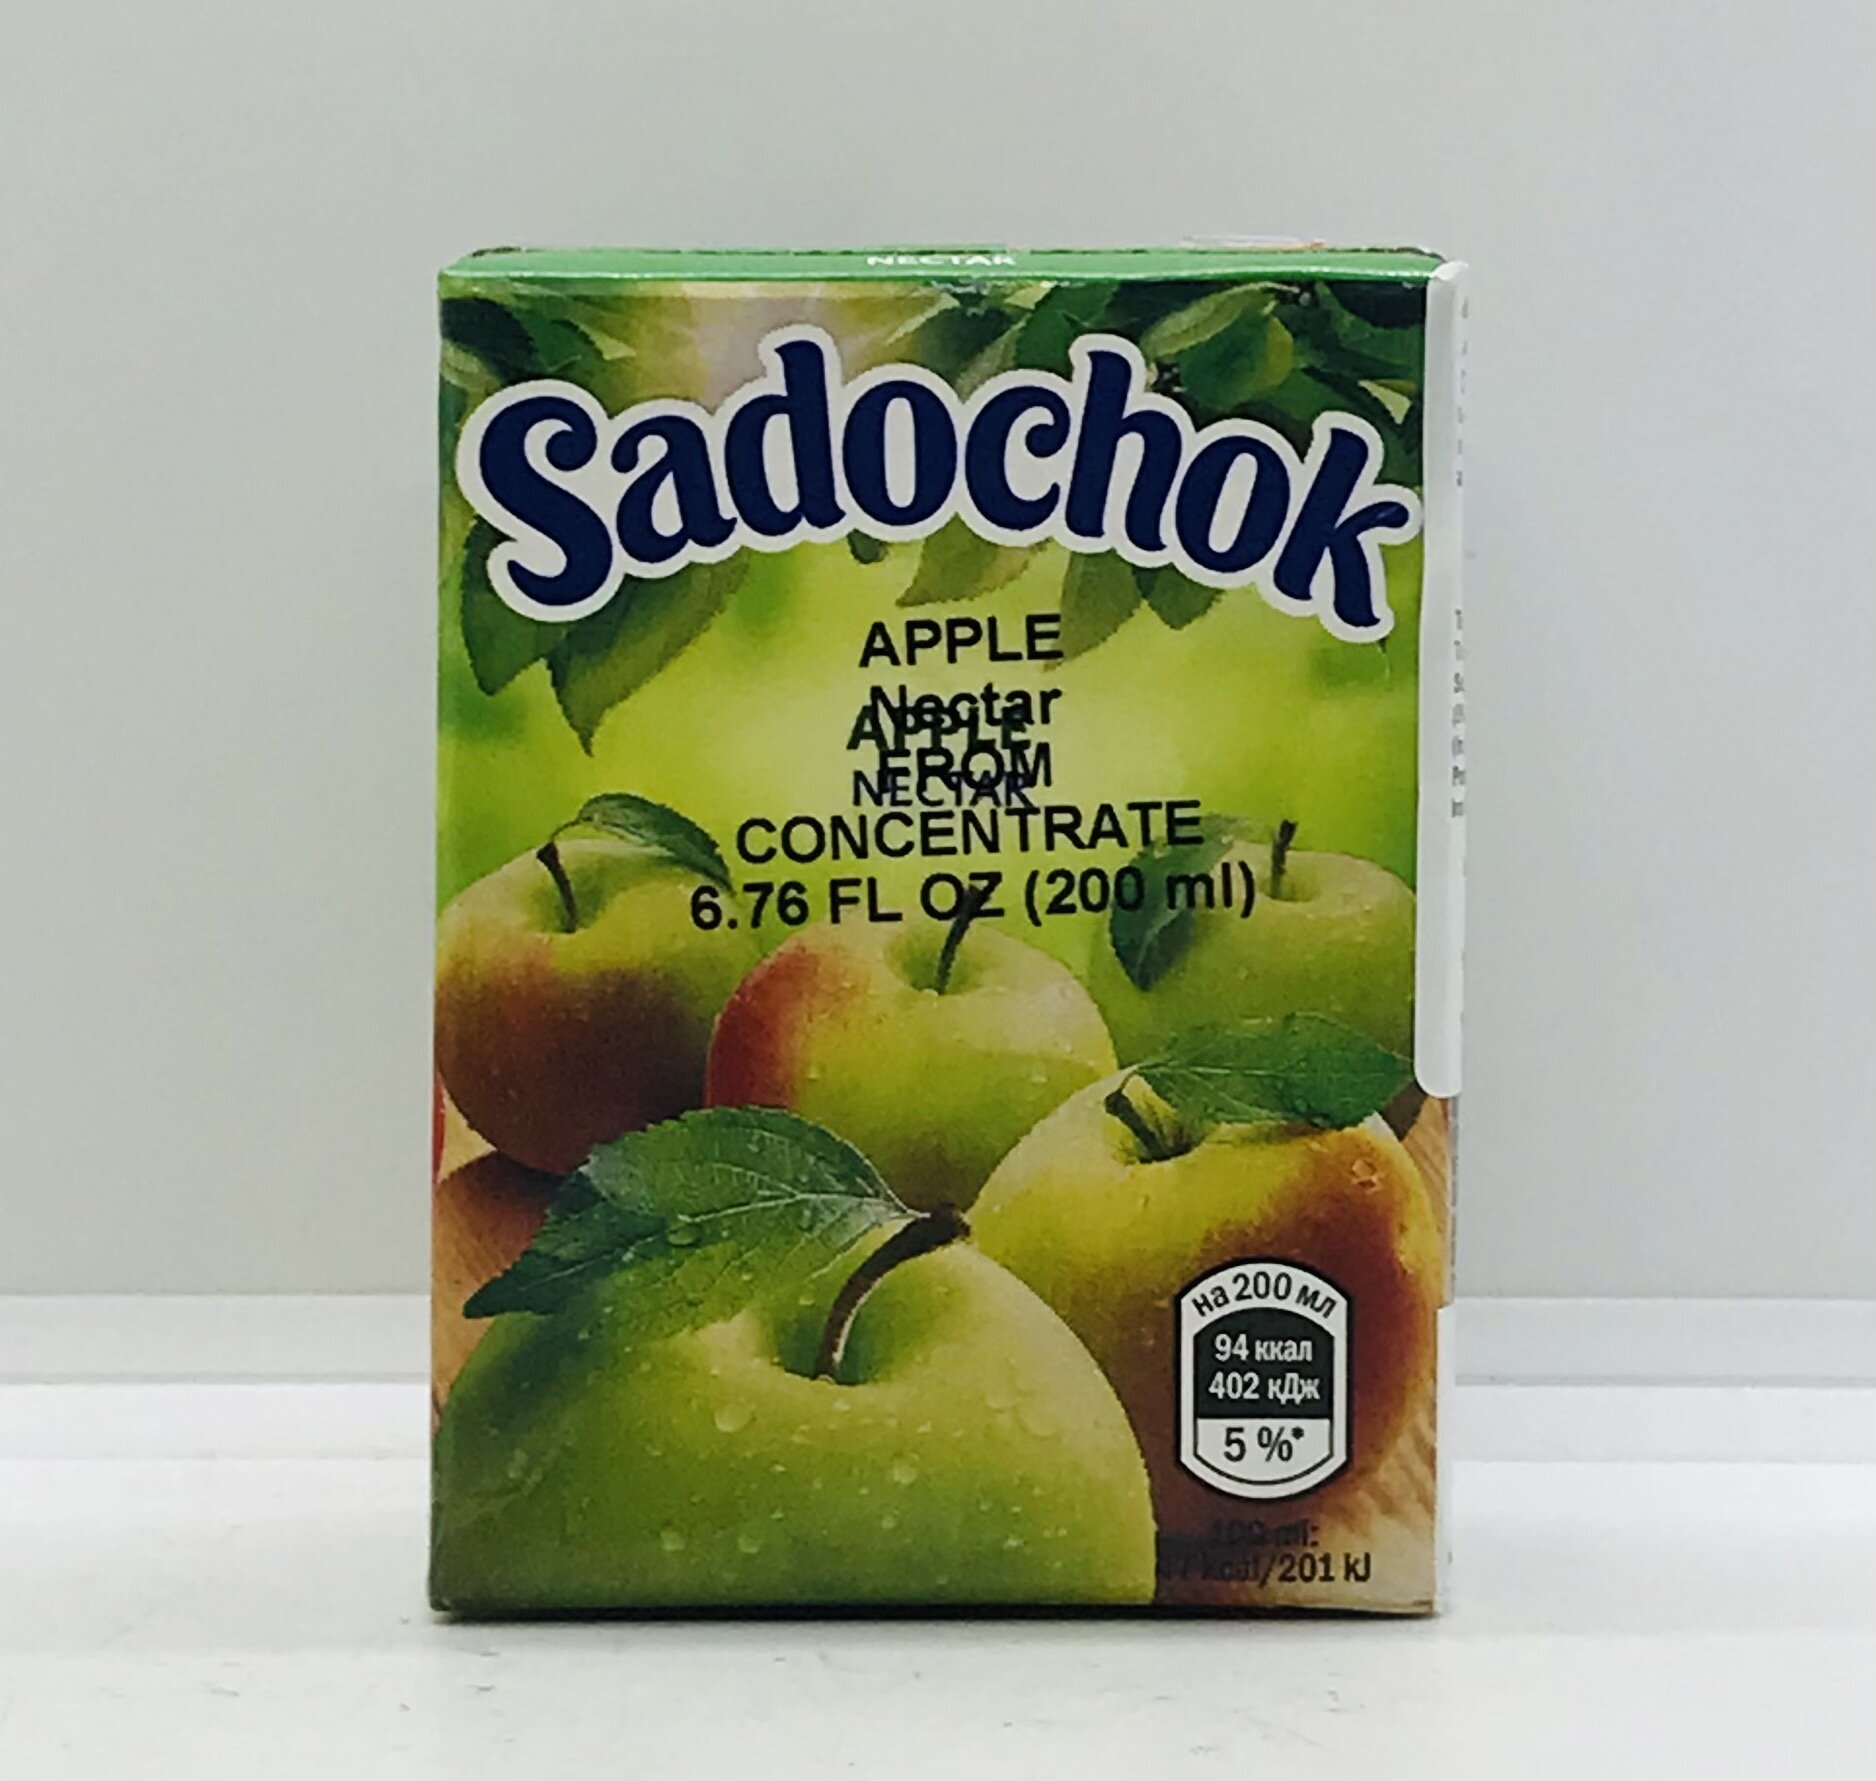 NECTAR
Sadochok
APPLE
Nectar
APPLE
FROM
NECTAR
CONCENTRATE
6.76 FL OZ (200 ml)
на 200 мл
94 ккал
402 кДж
5 %*
100 ml:
kcal/201 kJ